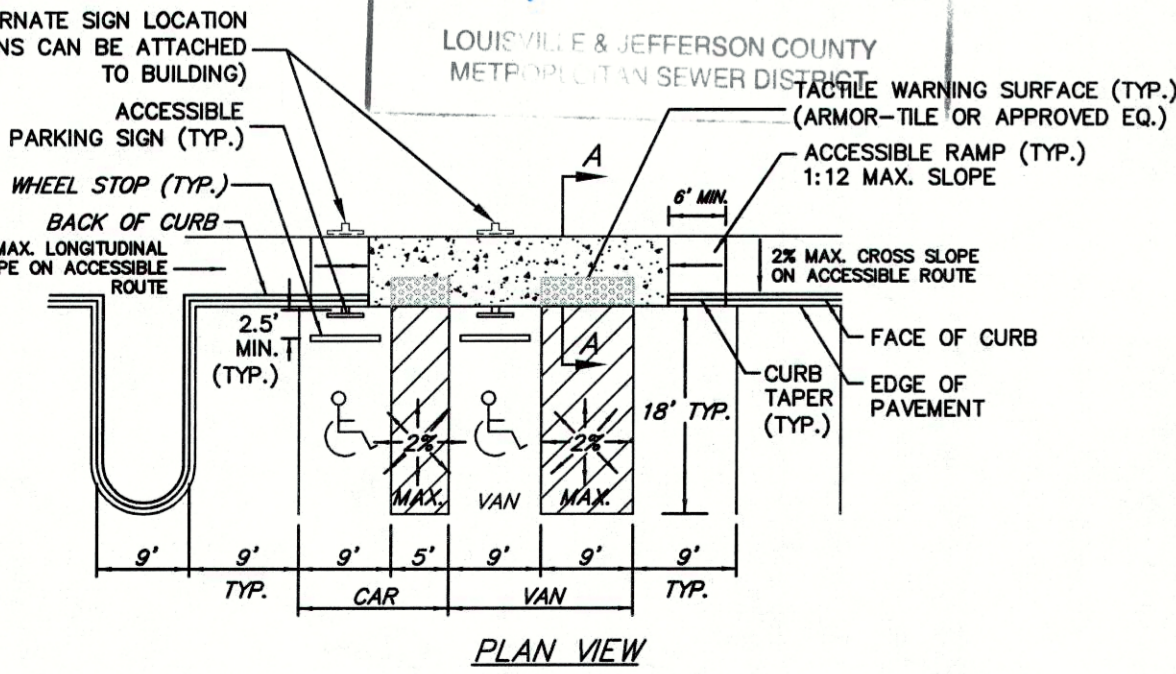 RNATE SIGN LOCATION
NS CAN BE ATTACHED
TO BUILDING)
LOUISVILLE & JEFFERSON COUNTY
METROPOLITAN SEWER DISTRICT
TACTILE WARNING SURFACE (TYP.)
(ARMOR-TILE OR APPROVED EQ.)
ACCESSIBLE
PARKING SIGN (TYP.)
A
ACCESSIBLE RAMP (TYP.)
1:12 MAX. SLOPE
WHEEL STOP (TYP.)
6' MIN.
BACK OF CURB
MAX. LONGITUDINAL
PE ON ACCESSIBLE
ROUTE
2% MAX. CROSS SLOPE
ON ACCESSIBLE ROUTE
2.5'
MIN.
(TYP.)
A
FACE OF CURB
CURB
TAPER
(TYP.)
EDGE OF
PAVEMENT
18' TYP.
2%
MAX.
VAN
2%
MAX.
9'
9'
TYP.
9'
5'
9'
9'
9'
TYP.
CAR
VAN
PLAN VIEW